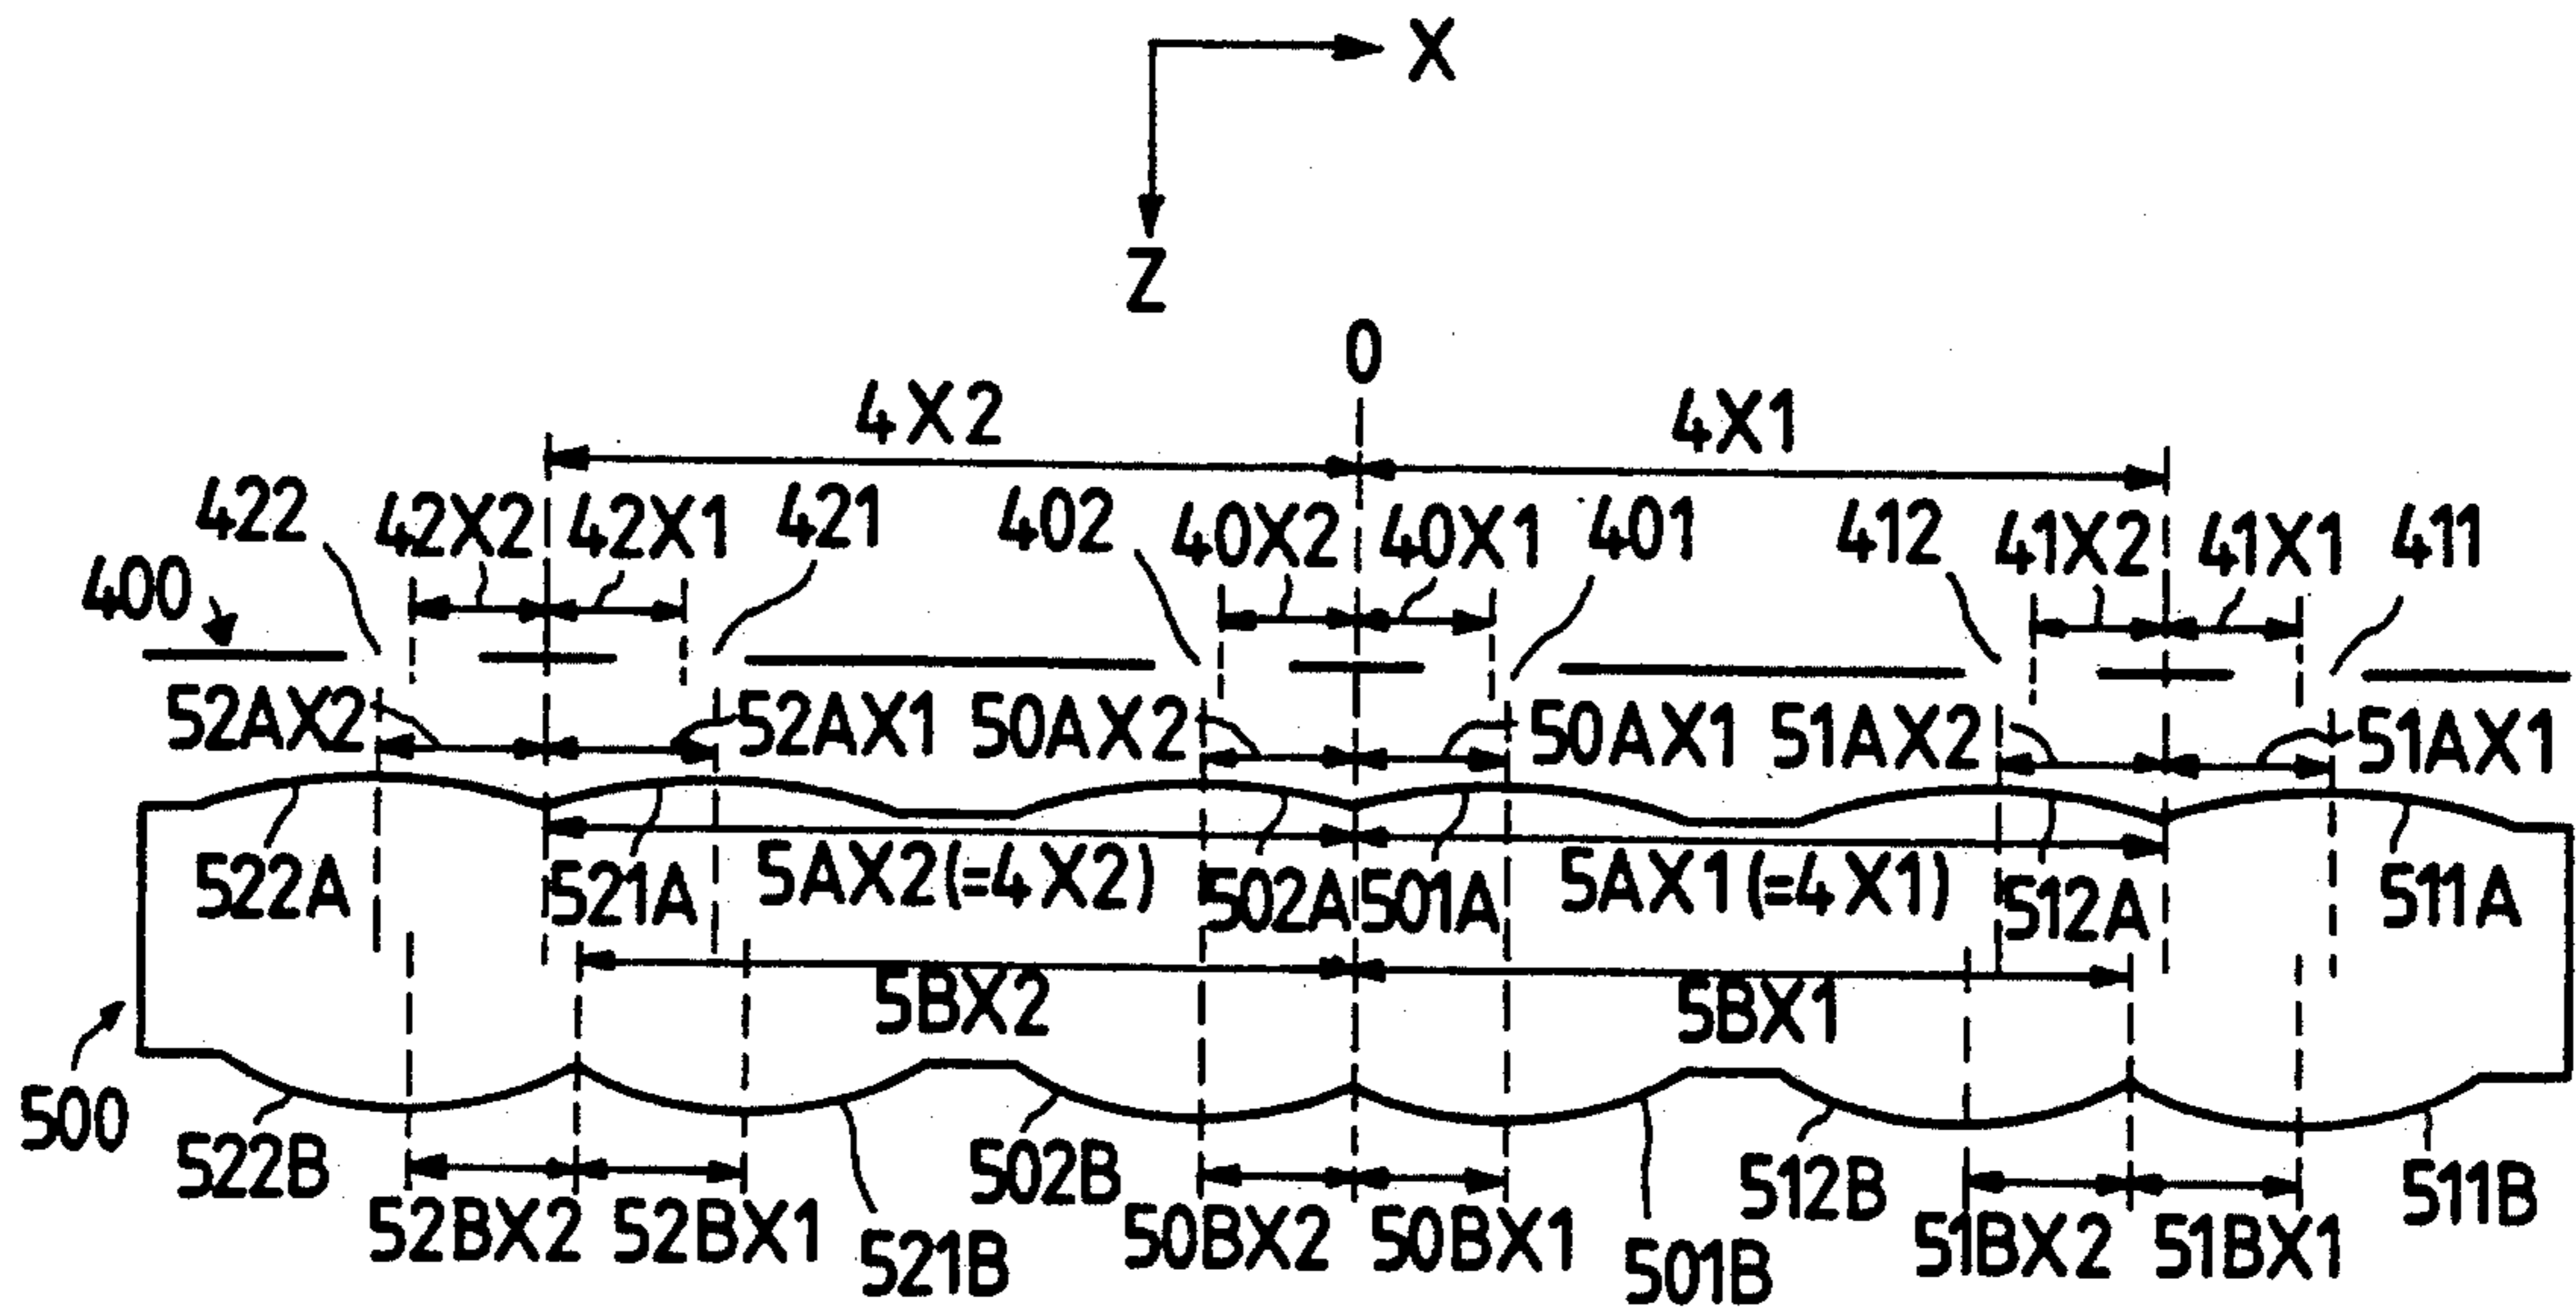 X
Z
0
4X2 4X1
422 42X2 42X1 421 402 40X2 40X1 401 412 41X2 41X1 411
400
52AX2 52AX1 50AX2 50AX1 51AX2 51AX1
522A 521A 5AX2(=4X2) 502A 501A 5AX1(=4X1) 512A 511A
5BX2 5BX1
500
522B 502B 512B 511B
52BX2 52BX1 521B 50BX2 50BX1 501B 51BX2 51BX1